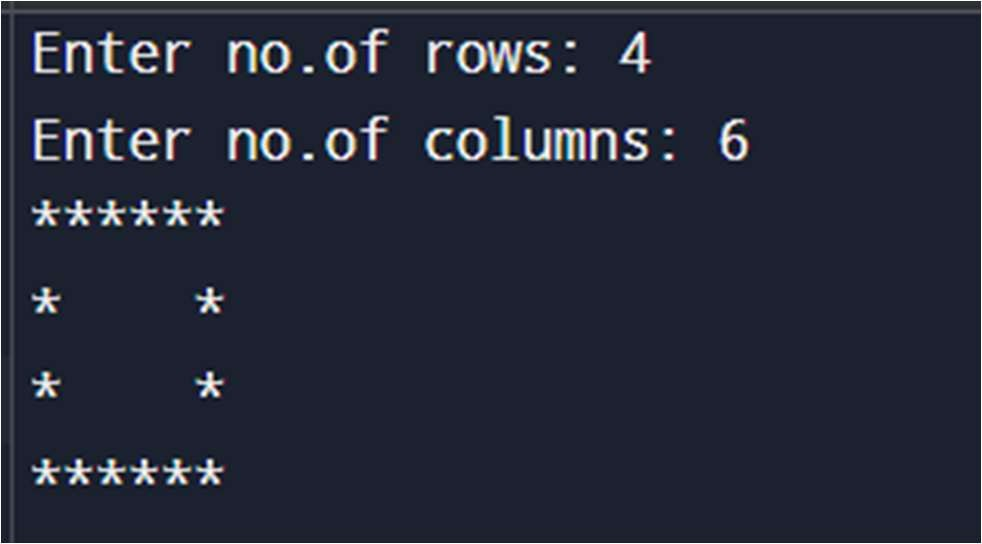 Enter no.of rows: 4
Enter no.of columns: 6
******
*    *
*    *
******